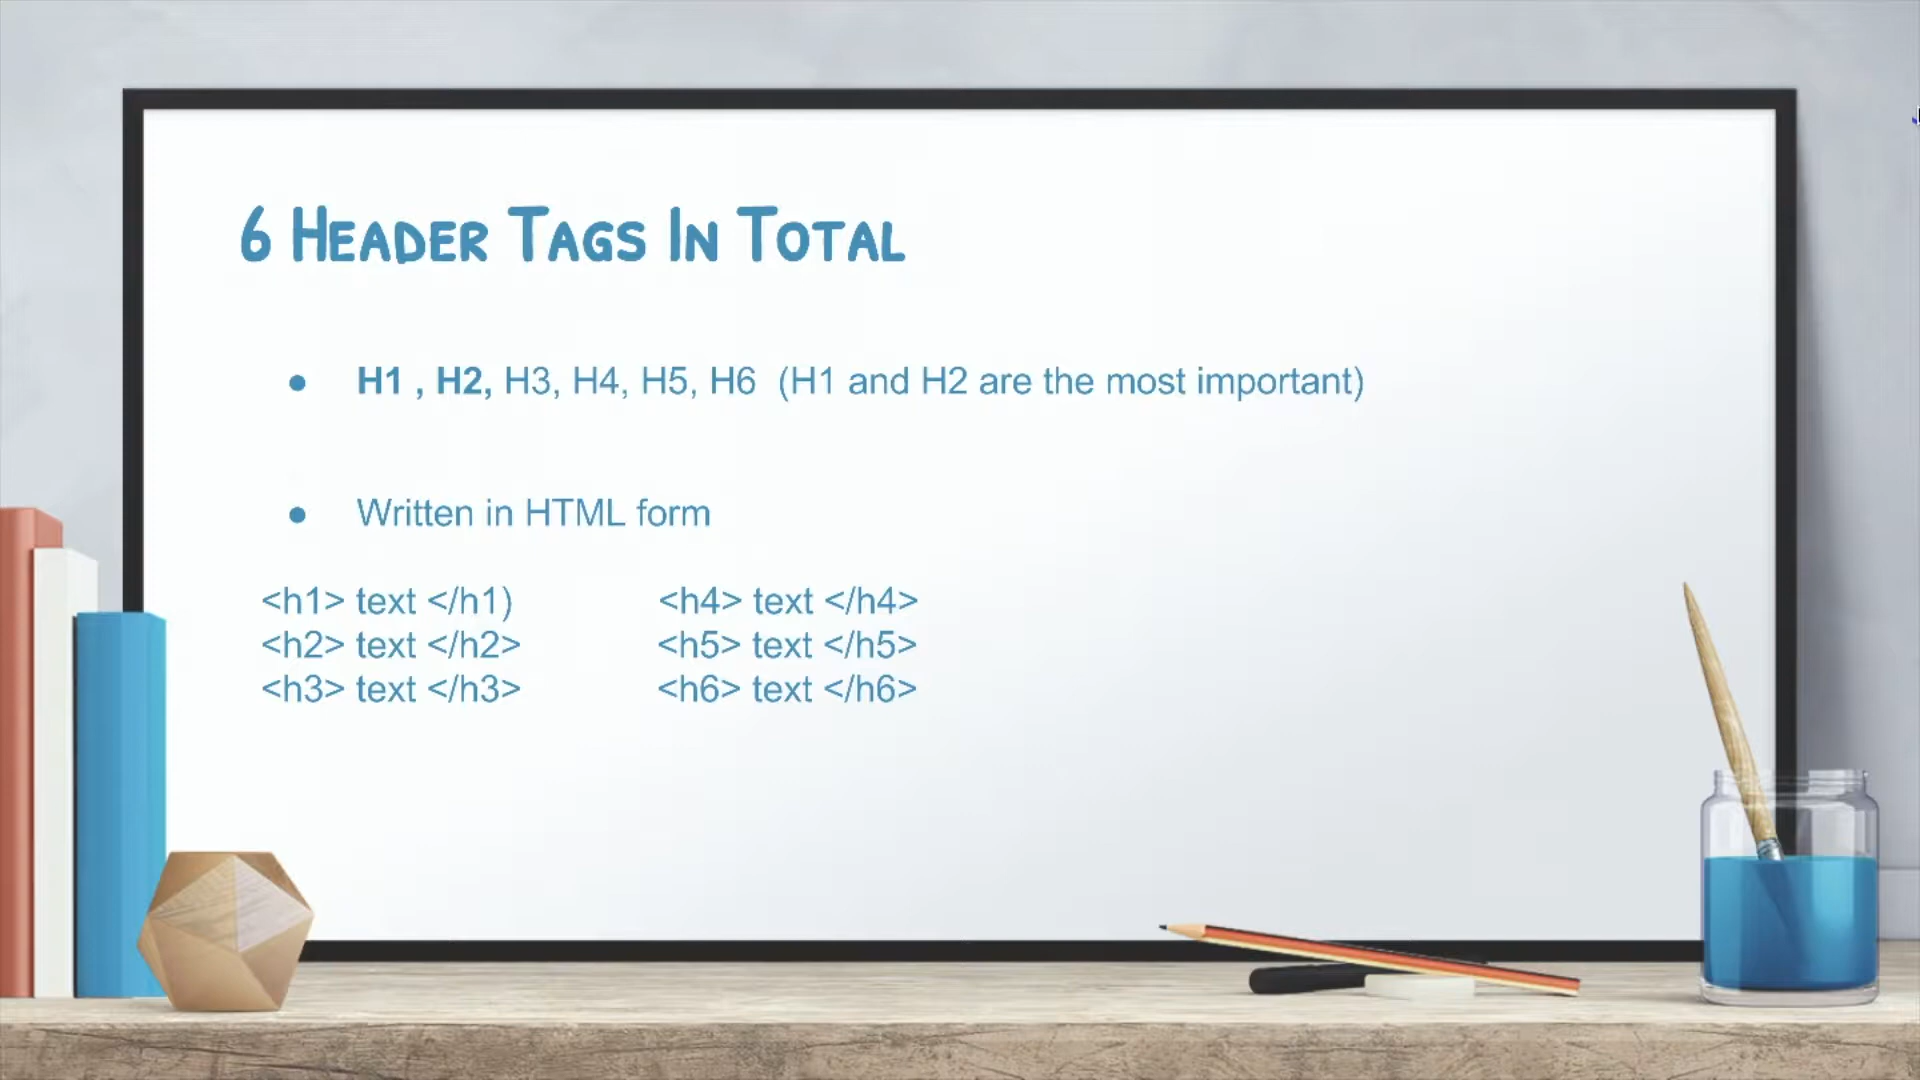 6 Header Tags In Total
● H1 , H2, H3, H4, H5, H6 (H1 and H2 are the most important)
● Written in HTML form
<h1> text </h1) <h4> text </h4>
<h2> text </h2> <h5> text </h5>
<h3> text </h3> <h6> text </h6>